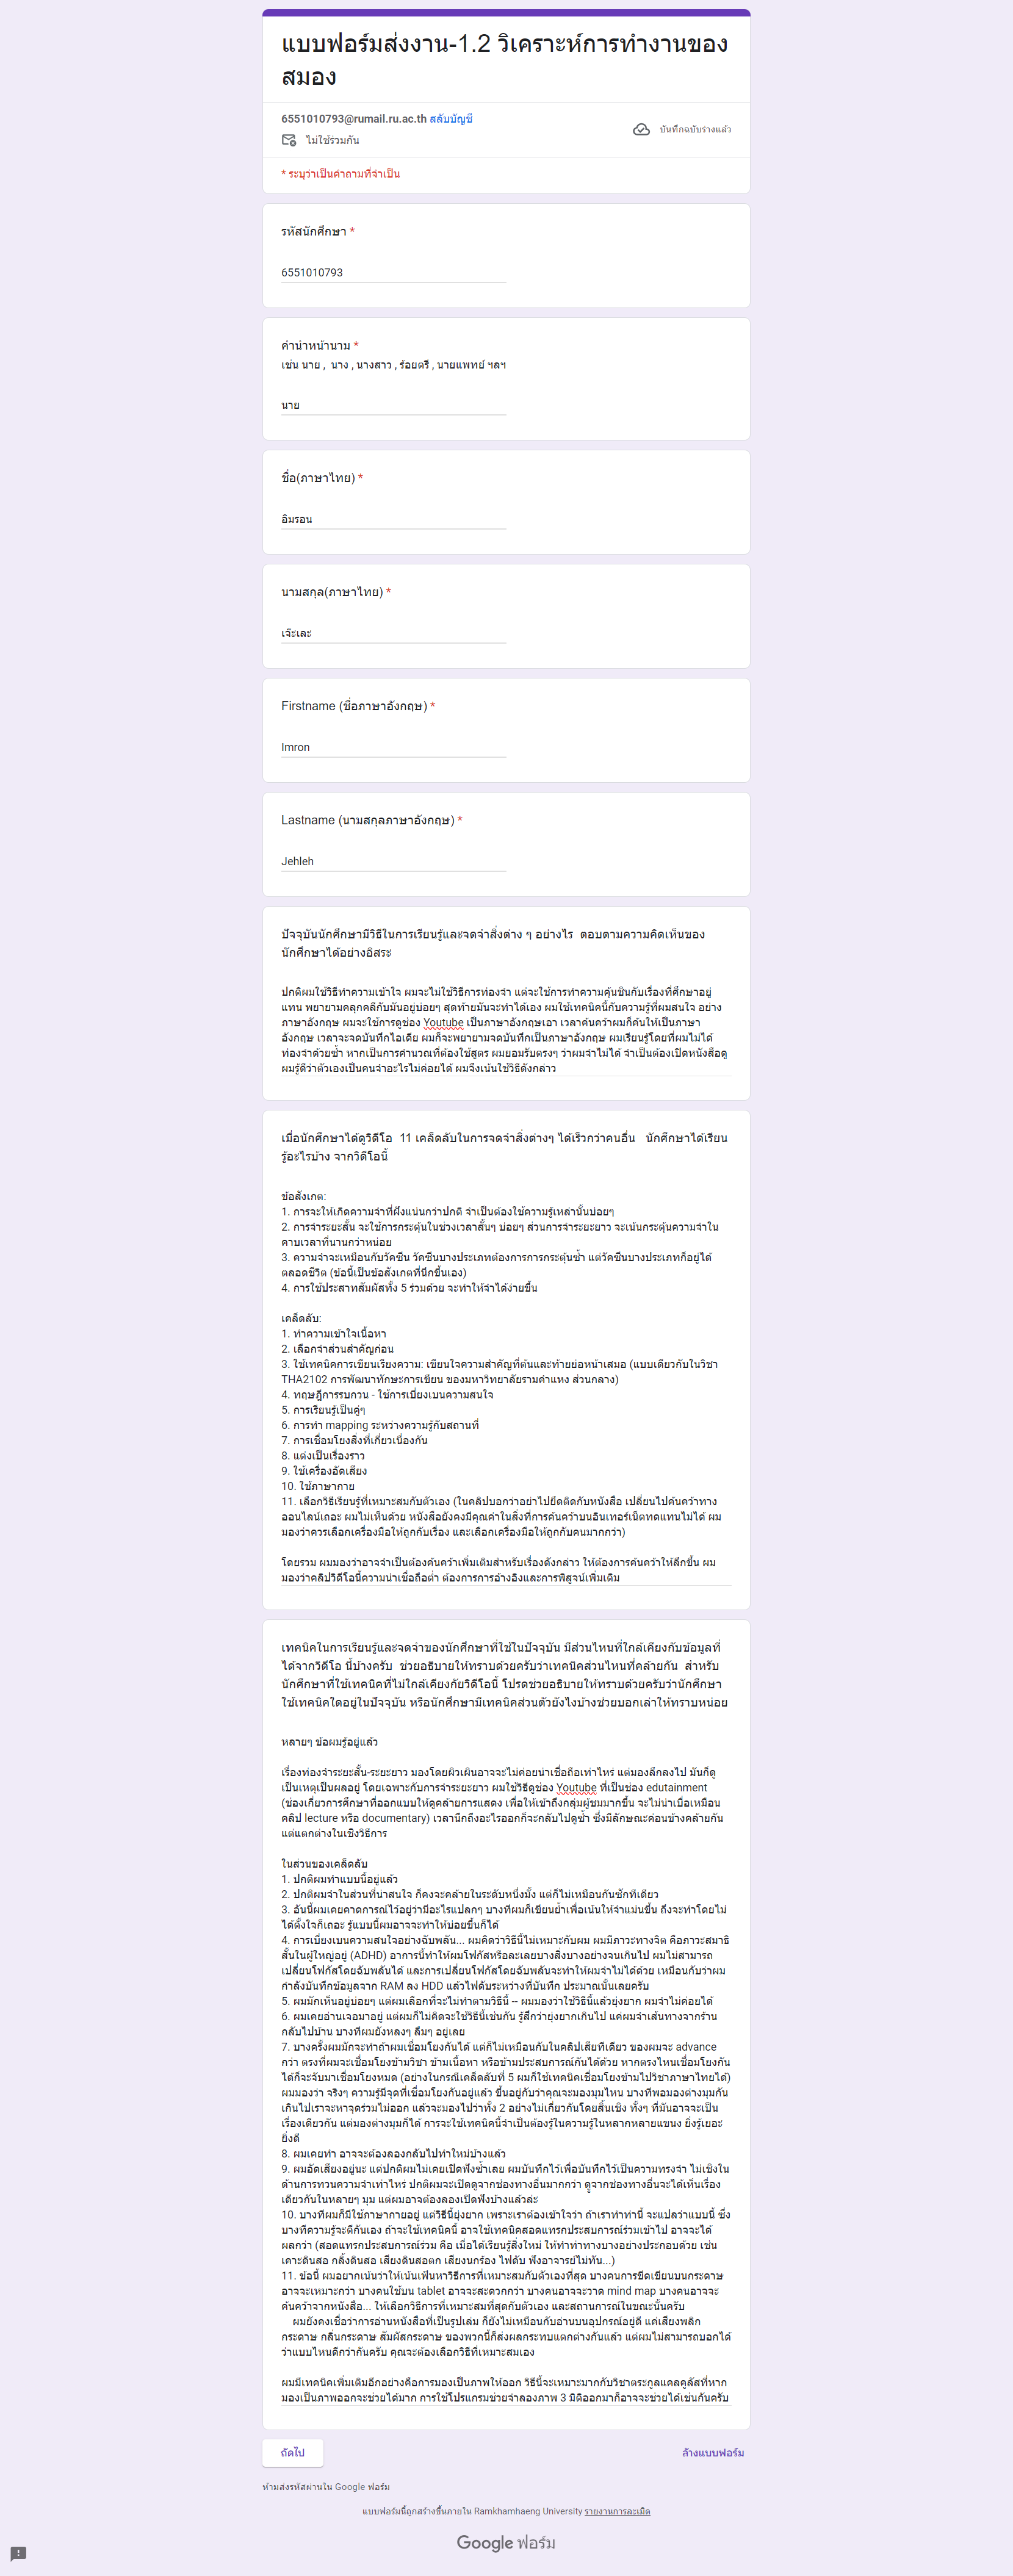 แบบฟอร์มส่งงาน-1.2 วิเคราะห์การทำงานของ
สมอง
6551010793@rumail.ru.ac.th สลับบัญชี
ไม่ใช้ร่วมกัน
บันทึกฉบับร่างแล้ว
* ระบุว่าเป็นคำถามที่จำเป็น
รหัสนักศึกษา *
6551010793
คำนำหน้านาม *
เช่น นาย , นาง , นางสาว , ร้อยตรี , นายแพทย์ ฯลฯ
นาย
ชื่อ(ภาษาไทย) *
อิมรอน
นามสกุล(ภาษาไทย) *
เจ๊ะเละ
Firstname (ชื่อภาษาอังกฤษ) *
Imron
Lastname (นามสกุลภาษาอังกฤษ) *
Jehleh
ปัจจุบันนักศึกษามีวิธีในการเรียนรู้และจดจำสิ่งต่าง ๆ อย่างไร ตอบตามความคิดเห็นของ
นักศึกษาได้อย่างอิสระ
ปกติผมใช้วิธีทำความเข้าใจ ผมจะไม่ใช้วิธีการท่องจำ แต่จะใช้การทำความคุ้นชินกับเรื่องที่ศึกษาอยู่
แทน พยายามคลุกคลีกับมันอยู่บ่อยๆ สุดท้ายมันจะทำได้เอง ผมใช้เทคนิคนี้กับความรู้ที่ผมสนใจ อย่าง
ภาษาอังกฤษ ผมจะใช้การดูช่อง Youtube เป็นภาษาอังกฤษเอา เวลาค้นคว้าผมก็ค้นให้เป็นภาษา
อังกฤษ เวลาจะจดบันทึกไอเดีย ผมก็จะพยายามจดบันทึกเป็นภาษาอังกฤษ ผมเรียนรู้โดยที่ผมไม่ได้
ท่องจำด้วยซ้ำ หากเป็นการคำนวณที่ต้องใช้สูตร ผมยอมรับตรงๆ ว่าผมจำไม่ได้ จำเป็นต้องเปิดหนังสือดู
ผมรู้ดีว่าตัวเองเป็นคนจำอะไรไม่ค่อยได้ ผมจึงเน้นใช้วิธีดังกล่าว
เมื่อนักศึกษาได้ดูวิดีโอ 11 เคล็ดลับในการจดจำสิ่งต่างๆ ได้เร็วกว่าคนอื่น นักศึกษาได้เรียน
รู้อะไรบ้าง จากวิดีโอนี้
ข้อสังเกต:
1. การจะให้เกิดความจำที่ฝังแน่นกว่าปกติ จำเป็นต้องใช้ความรู้เหล่านั้นบ่อยๆ
2. การจำระยะสั้น จะใช้การกระตุ้นในช่วงเวลาสั้นๆ บ่อยๆ ส่วนการจำระยะยาว จะเน้นกระตุ้นความจำใน
คาบเวลาที่นานกว่าหน่อย
3. ความจำจะเหมือนกับวัคซีน วัคซีนบางประเภทต้องการการกระตุ้นซ้ำ แต่วัคซีนบางประเภทก็อยู่ได้
ตลอดชีวิต (ข้อนี้เป็นข้อสังเกตที่นึกขึ้นเอง)
4. การใช้ประสาทสัมผัสทั้ง 5 ร่วมด้วย จะทำให้จำได้ง่ายขึ้น
เคล็ดลับ:
1. ทำความเข้าใจเนื้อหา
2. เลือกจำส่วนสำคัญก่อน
3. ใช้เทคนิคการเขียนเรียงความ: เขียนใจความสำคัญที่ต้นและท้ายย่อหน้าเสมอ (แบบเดียวกับในวิชา
THA2102 การพัฒนาทักษะการเขียน ของมหาวิทยาลัยรามคำแหง ส่วนกลาง)
4. ทฤษฎีการรบกวน - ใช้การเบี่ยงเบนความสนใจ
5. การเรียนรู้เป็นคู่ๆ
6. การทำ mapping ระหว่างความรู้กับสถานที่
7. การเชื่อมโยงสิ่งที่เกี่ยวเนื่องกัน
8. แต่งเป็นเรื่องราว
9. ใช้เครื่องอัดเสียง
10. ใช้ภาษากาย
11. เลือกวิธีเรียนรู้ที่เหมาะสมกับตัวเอง (ในคลิปบอกว่าอย่าไปยึดติดกับหนังสือ เปลี่ยนไปค้นคว้าทาง
ออนไลน์เถอะ ผมไม่เห็นด้วย หนังสือยังคงมีคุณค่าในสิ่งที่การค้นคว้าบนอินเทอร์เน็ตทดแทนไม่ได้ ผม
มองว่าควรเลือกเครื่องมือให้ถูกกับเรื่อง และเลือกเครื่องมือให้ถูกกับคนมากกว่า)
โดยรวม ผมมองว่าอาจจำเป็นต้องค้นคว้าเพิ่มเติมสำหรับเรื่องดังกล่าว ให้ต้องการค้นคว้าให้ลึกขึ้น ผม
มองว่าคลิปวิดีโอนี้ความน่าเชื่อถือต่ำ ต้องการการอ้างอิงและการพิสูจน์เพิ่มเติม
เทคนิคในการเรียนรู้และจดจำของนักศึกษาที่ใช้ในปัจจุบัน มีส่วนไหนที่ใกล้เคียงกับข้อมูลที่
ได้จากวิดีโอ นี้บ้างครับ ช่วยอธิบายให้ทราบด้วยครับว่าเทคนิคส่วนไหนที่คล้ายกัน สำหรับ
นักศึกษาที่ใช้เทคนิคที่ไม่ใกล้เคียงกับวิดีโอนี้ โปรดช่วยอธิบายให้ทราบด้วยครับว่านักศึกษา
ใช้เทคนิคใดอยู่ในปัจจุบัน หรือนักศึกษามีเทคนิคส่วนตัวยังไงบ้างช่วยบอกเล่าให้ทราบหน่อย
หลายๆ ข้อผมรู้อยู่แล้ว
เรื่องท่องจำระยะสั้น-ระยะยาว มองโดยผิวเผินอาจจะไม่ค่อยน่าเชื่อถือเท่าไหร่ แต่มองลึกลงไป มันก็ดู
เป็นเหตุเป็นผลอยู่ โดยเฉพาะกับการจำระยะยาว ผมใช้วิธีดูช่อง Youtube ที่เป็นช่อง edutainment
(ช่องเกี่ยวการศึกษาที่ออกแบบให้ดูคล้ายการแสดง เพื่อให้เข้าถึงกลุ่มผู้ชมมากขึ้น จะไม่น่าเบื่อเหมือน
คลิป lecture หรือ documentary) เวลานึกถึงอะไรออกก็จะกลับไปดูซ้ำ ซึ่งมีลักษณะค่อนข้างคล้ายกัน
แต่แตกต่างในเชิงวิธีการ
ในส่วนของเคล็ดลับ
1. ปกติผมทำแบบนี้อยู่แล้ว
2. ปกติผมจำในส่วนที่น่าสนใจ ก็คงจะคล้ายในระดับหนึ่งมั้ง แต่ก็ไม่เหมือนกันซักทีเดียว
3. อันนี้ผมเคยคาดการณ์ไว้อยู่ว่ามีอะไรแปลกๆ บางทีผมก็เขียนย้ำเพื่อเน้นให้จำแม่นขึ้น ถึงจะทำโดยไม่
ได้ตั้งใจก็เถอะ รู้แบบนี้ผมอาจจะทำให้บ่อยขึ้นก็ได้
4. การเบี่ยงเบนความสนใจอย่างฉับพลัน... ผมคิดว่าวิธีนี้ไม่เหมาะกับผม ผมมีภาวะทางจิต คือภาวะสมาธิ
สั้นในผู้ใหญ่อยู่ (ADHD) อาการนี้ทำให้ผมโฟกัสหรือละเลยบางสิ่งบางอย่างจนเกินไป ผมไม่สามารถ
เปลี่ยนโฟกัสโดยฉับพลันได้ และการเปลี่ยนโฟกัสโดยฉับพลันจะทำให้ผมจำไม่ได้ด้วย เหมือนกับว่าผม
กำลังบันทึกข้อมูลจาก RAM ลง HDD แล้วไฟดับระหว่างที่บันทึก ประมาณนั้นเลยครับ
5. ผมมักเห็นอยู่บ่อยๆ แต่ผมเลือกที่จะไม่ทำตามวิธีนี้ -- ผมมองว่าใช้วิธีนี้แล้วยุ่งยาก ผมจำไม่ค่อยได้
6. ผมเคยอ่านเจอมาอยู่ แต่ผมก็ไม่คิดจะใช้วิธีนี้เช่นกัน รู้สึกว่ายุ่งยากเกินไป แค่ผมจำเส้นทางจากร้าน
กลับไปบ้าน บางทีผมยังหลงๆ ลืมๆ อยู่เลย
7. บางครั้งผมมักจะทำถ้าผมเชื่อมโยงกันได้ แต่ก็ไม่เหมือนกับในคลิปเสียทีเดียว ของผมจะ advance
กว่า ตรงที่ผมจะเชื่อมโยงข้ามวิชา ข้ามเนื้อหา หรือข้ามประสบการณ์กันได้ด้วย หากตรงไหนเชื่อมโยงกัน
ได้ก็จะจับมาเชื่อมโยงหมด (อย่างในกรณีเคล็ดลับที่ 5 ผมก็ใช้เทคนิคเชื่อมโยงข้ามไปวิชาภาษาไทยได้)
ผมมองว่า จริงๆ ความรู้มีจุดที่เชื่อมโยงกันอยู่แล้ว ขึ้นอยู่กับว่าคุณจะมองมุมไหน บางทีพอมองต่างมุมกัน
เกินไปเราจะหาจุดร่วมไม่ออก แล้วจะมองไปว่าทั้ง 2 อย่างไม่เกี่ยวกันโดยสิ้นเชิง ทั้งๆ ที่มันอาจจะเป็น
เรื่องเดียวกัน แต่มองต่างมุมก็ได้ การจะใช้เทคนิคนี้จำเป็นต้องรู้ในความรู้ในหลากหลายแขนง ยิ่งรู้เยอะ
ยิ่งดี
8. ผมเคยทำ อาจจะต้องลองกลับไปทำใหม่บ้างแล้ว
9. ผมอัดเสียงอยู่นะ แต่ปกติผมไม่เคยเปิดฟังซ้ำเลย ผมบันทึกไว้เพื่อบันทึกไว้เป็นความทรงจำ ไม่เชิงใน
ด้านการทวนความจำเท่าไหร่ ปกติผมจะเปิดดูจากช่องทางอื่นมากกว่า ดูจากช่องทางอื่นจะได้เห็นเรื่อง
เดียวกันในหลายๆ มุม แต่ผมอาจต้องลองเปิดฟังบ้างแล้วล่ะ
10. บางทีผมก็มีใช้ภาษากายอยู่ แต่วิธีนี้ยุ่งยาก เพราะเราต้องเข้าใจว่า ถ้าเราทำท่านี้ จะแปลว่าแบบนี้ ซึ่ง
บางทีความรู้จะตีกันเอง ถ้าจะใช้เทคนิคนี้ อาจใช้เทคนิคสอดแทรกประสบการณ์ร่วมเข้าไป อาจจะได้
ผลกว่า (สอดแทรกประสบการณ์ร่วม คือ เมื่อได้เรียนรู้สิ่งใหม่ ให้ทำท่าทางบางอย่างประกอบด้วย เช่น
เคาะดินสอ กลิ้งดินสอ เสียงดินสอตก เสียงนกร้อง ไฟดับ ฟังอาจารย์ไม่ทัน...)
11. ข้อนี้ ผมอยากเน้นว่าให้เน้นเฟ้นหาวิธีการที่เหมาะสมกับตัวเองที่สุด บางคนการขีดเขียนบนกระดาษ
อาจจะเหมาะกว่า บางคนใช้บน tablet อาจจะสะดวกกว่า บางคนอาจจะวาด mind map บางคนอาจจะ
ค้นคว้าจากหนังสือ... ให้เลือกวิธีการที่เหมาะสมที่สุดกับตัวเอง และสถานการณ์ในขณะนั้นครับ
ผมยังคงเชื่อว่าการอ่านหนังสือที่เป็นรูปเล่ม ก็ยังไม่เหมือนกับอ่านบนอุปกรณ์อยู่ดี แค่เสียงพลิก
กระดาษ กลิ่นกระดาษ สัมผัสกระดาษ ของพวกนี้ก็ส่งผลกระทบแตกต่างกันแล้ว แต่ผมไม่สามารถบอกได้
ว่าแบบไหนดีกว่ากันครับ คุณจะต้องเลือกวิธีที่เหมาะสมเอง
ผมมีเทคนิคเพิ่มเติมอีกอย่างคือการมองเป็นภาพให้ออก วิธีนี้จะเหมาะมากกับวิชาตระกูลแคลคูลัสที่หาก
มองเป็นภาพออกจะช่วยได้มาก การใช้โปรแกรมช่วยจำลองภาพ 3 มิติออกมาก็อาจจะช่วยได้เช่นกันครับ
ถัดไป
ล้างแบบฟอร์ม
ห้ามส่งรหัสผ่านใน Google ฟอร์ม
แบบฟอร์มนี้ถูกสร้างขึ้นภายใน Ramkhamhaeng University รายงานการละเมิด
Google ฟอร์ม